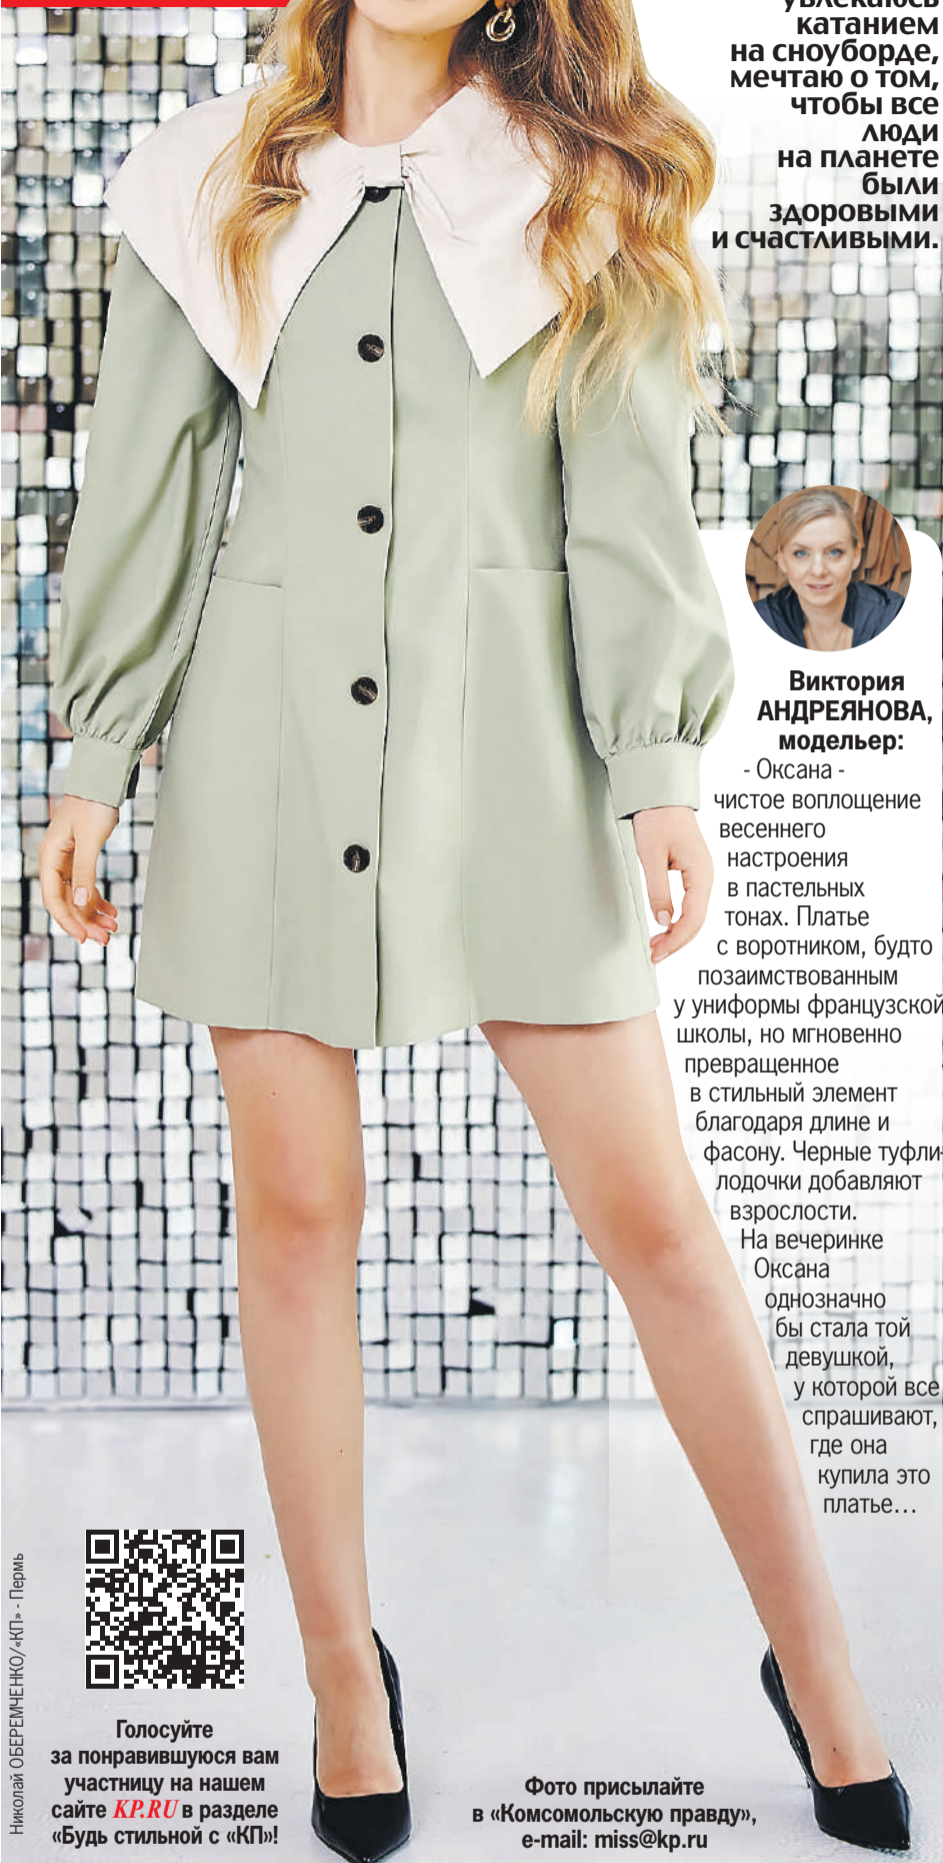 увлекаюсь
катанием
на сноуборде,
мечтаю о том,
чтобы все
люди
на планете
были
здоровыми
и счастливыми.
Виктория
АНДРЕЯНОВА,
модельер:
- Оксана -
чистое воплощение
весеннего
настроения
в пастельных
тонах. Платье
с воротником, будто
позаимствованным
у униформы французской
школы, но мгновенно
превращенное
в стильный элемент
благодаря длине и
фасону. Черные туфли-
лодочки добавляют
взрослости.
На вечеринке
Оксана
однозначно
бы стала той
девушкой,
у которой все
спрашивают,
где она
купила это
платье...
Николай ОБЕРЕМЧЕНКО/«КП» - Пермь
Голосуйте
за понравившуюся вам
участницу на нашем
сайте KP.RU в разделе
«Будь стильной с «КП»!
Фото присылайте
в «Комсомольскую правду»,
e-mail: miss@kp.ru